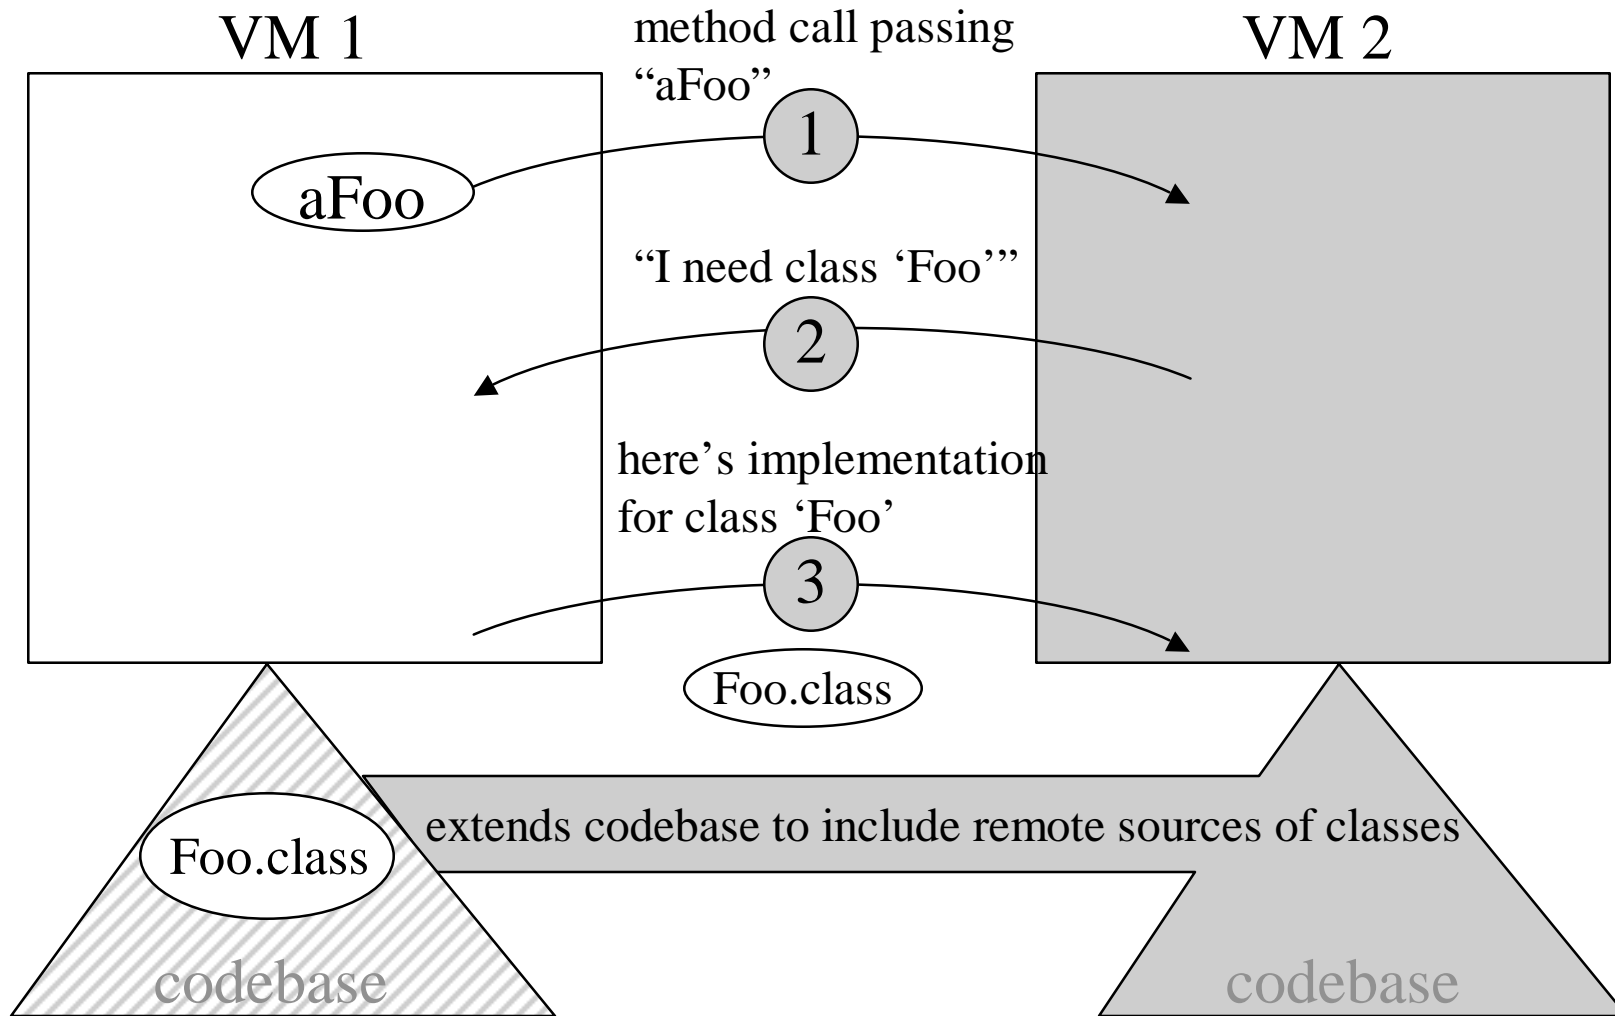 VM 1
method call passing
“aFoo”
VM 2
1
aFoo
“I need class ‘Foo’”
2
here’s implementation
for class ‘Foo’
3
Foo.class
extends codebase to include remote sources of classes
Foo.class
codebase
codebase